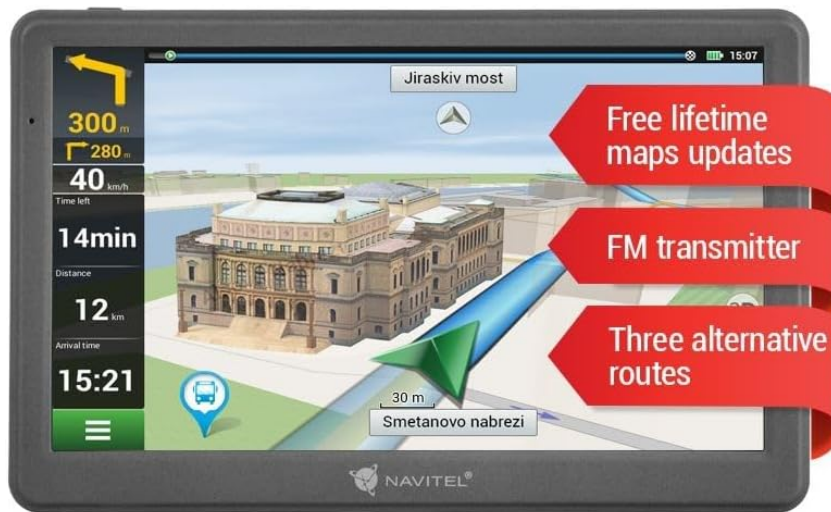 15:07
Jiraskiv most
300 m
280 m
40 km/h
Time left
14min
Distance
12 km
Arrival time
15:21
30 m
Smetanovo nabrezi
Free lifetime
maps updates
FM transmitter
Three alternative
routes
NAVITEL®